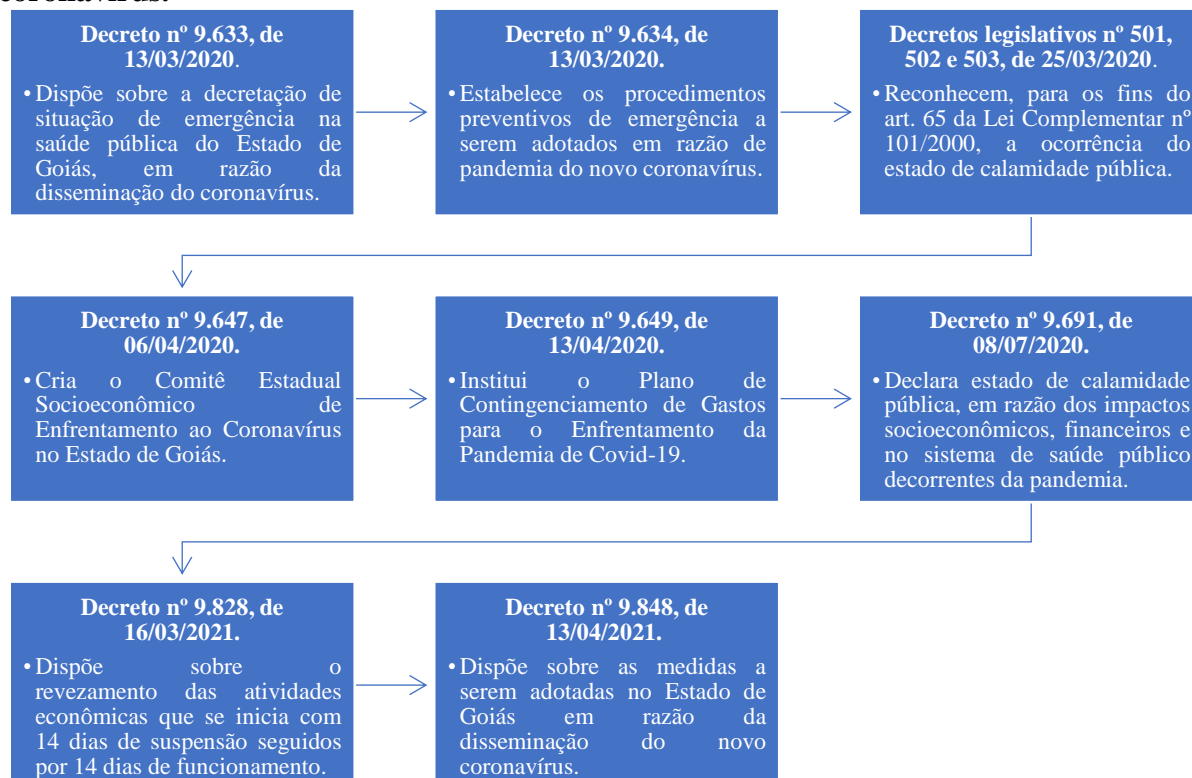 coronavírus.
Decreto nº 9.633, de
13/03/2020.
• Dispõe sobre a decretação de
situação de emergência na
saúde pública do Estado de
Goiás, em razão da
disseminação do coronavírus.
Decreto nº 9.634, de
13/03/2020.
• Estabelece os procedimentos
preventivos de emergência a
serem adotados em razão de
pandemia do novo coronavírus.
Decretos legislativos nº 501,
502 e 503, de 25/03/2020.
• Reconhecem, para os fins do
art. 65 da Lei Complementar nº
101/2000, a ocorrência do
estado de calamidade pública.
Decreto nº 9.647, de
06/04/2020.
• Cria o Comitê Estadual
Socioeconômico de
Enfrentamento ao Coronavírus
no Estado de Goiás.
Decreto nº 9.649, de
13/04/2020.
• Institui o Plano de
Contingenciamento de Gastos
para o Enfrentamento da
Pandemia de Covid-19.
Decreto nº 9.691, de
08/07/2020.
• Declara estado de calamidade
pública, em razão dos impactos
socioeconômicos, financeiros e
no sistema de saúde público
decorrentes da pandemia.
Decreto nº 9.828, de
16/03/2021.
• Dispõe sobre o
revezamento das atividades
econômicas que se inicia com
14 dias de suspensão seguidos
por 14 dias de funcionamento.
Decreto nº 9.848, de
13/04/2021.
• Dispõe sobre as medidas a
serem adotadas no Estado de
Goiás em razão da
disseminação do novo
coronavírus.